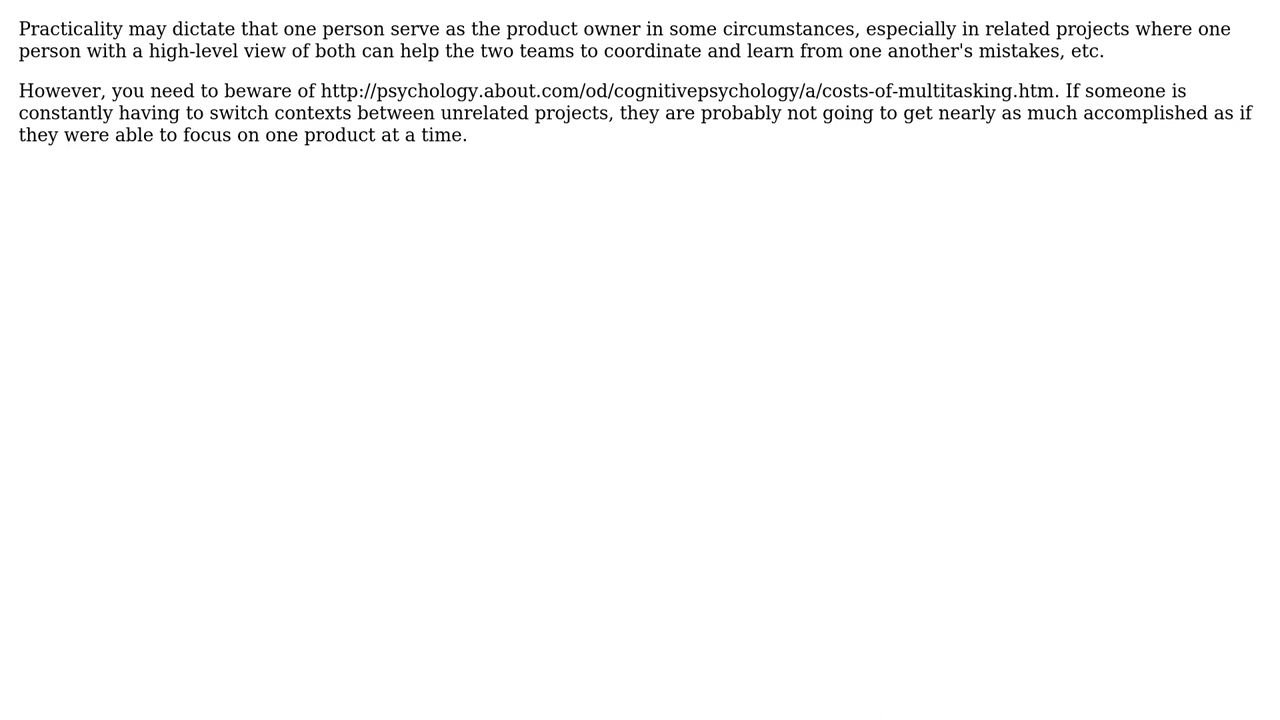 Practicality may dictate that one person serve as the product owner in some circumstances, especially in related projects where one
person with a high-level view of both can help the two teams to coordinate and learn from one another's mistakes, etc.
However, you need to beware of http://psychology.about.com/od/cognitivepsychology/a/costs-of-multitasking.htm. If someone is
constantly having to switch contexts between unrelated projects, they are probably not going to get nearly as much accomplished as if
they were able to focus on one product at a time.